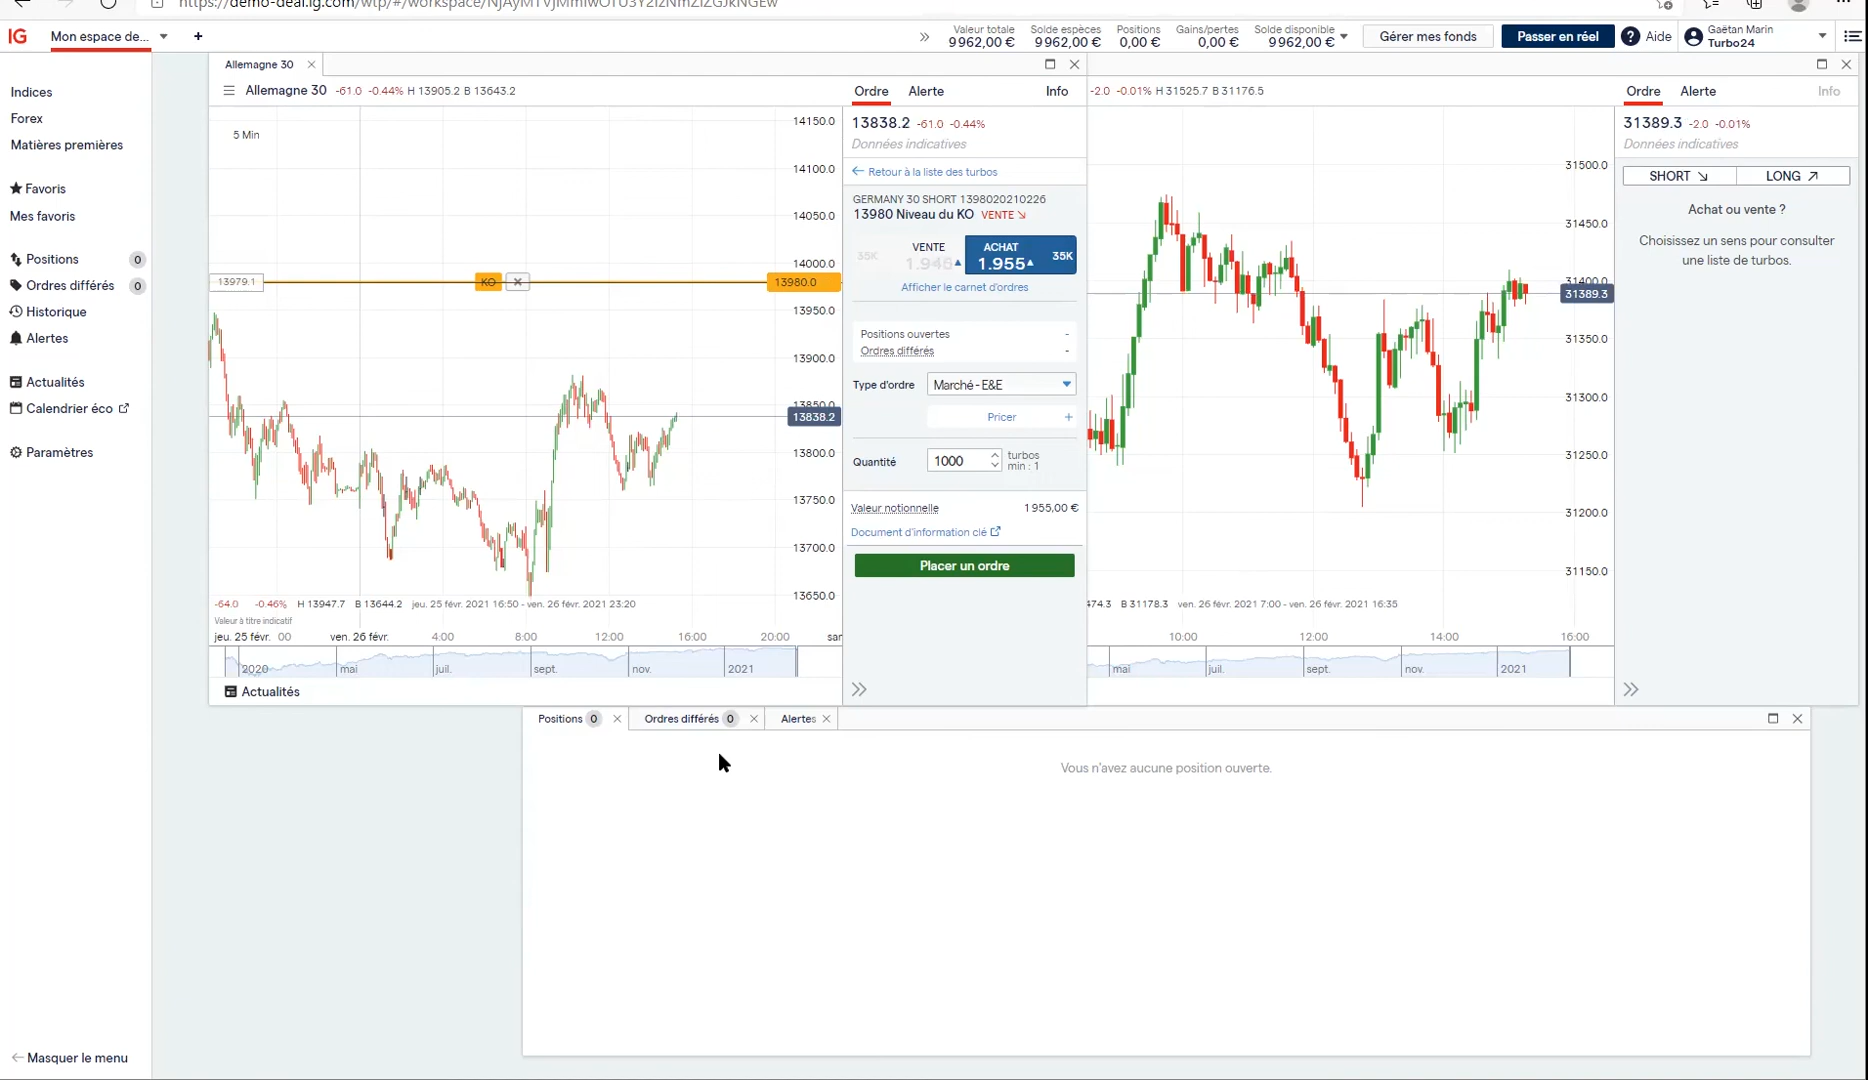 https://demo-deal.ig.com/wtp/#/workspace/
IG
Mon espace de...
+
Valeur totale
9962,00 €
Solde espèces
9962,00 €
Positions
0,00 €
Gains/pertes
0,00 €
Solde disponible
9962,00 €
Gérer mes fonds
Passer en réel
? Aide
Gaëtan Marin
Turbo24
Indices
Forex
Matières premières
Favoris
Mes favoris
Positions 0
Ordres différés 0
Historique
Alertes
Actualités
Calendrier éco
Paramètres
Masquer le menu
Allemagne 30
Allemagne 30 -61.0 -0.44% H 13905.2 B 13643.2
5 Min
14150.0
14100.0
14050.0
14000.0
13979.1
KO
13980.0
13950.0
13900.0
13838.2
13800.0
13750.0
13700.0
13650.0
-64.0 -0.46% H 13947.7 B 13644.2 jeu. 25 févr. 2021 16:50 - ven. 26 févr. 2021 23:20
Valeur à titre indicatif
jeu. 25 févr. 00 ven. 26 févr. 4:00 8:00 12:00 16:00 20:00
2020 mai juil. sept. nov. 2021
Actualités
Ordre Alerte Info
13838.2 -61.0 -0.44%
Données indicatives
Retour à la liste des turbos
GERMANY 30 SHORT 1398020210226
13980 Niveau du KO VENTE
35K
VENTE
ACHAT
1.955
35K
Afficher le carnet d'ordres
Positions ouvertes -
Ordres différés -
Type d'ordre Marché - E&E
Pricer +
Quantité 1000 turbos
min : 1
Valeur notionnelle 1955,00 €
Document d'information clé
Placer un ordre
-2.0 -0.01% H 31525.7 B 31176.5
31500.0
31450.0
31400.0
31389.3
31350.0
31300.0
31250.0
31200.0
31150.0
B 31178.3 ven. 26 févr. 2021 7:00 - ven. 26 févr. 2021 16:35
10:00 12:00 14:00 16:00
mai juil. sept. nov. 2021
Ordre Alerte Info
31389.3 -2.0 -0.01%
Données indicatives
SHORT LONG
Achat ou vente ?
Choisissez un sens pour consulter
une liste de turbos.
Positions 0
Ordres différés 0
Alertes
Vous n'avez aucune position ouverte.